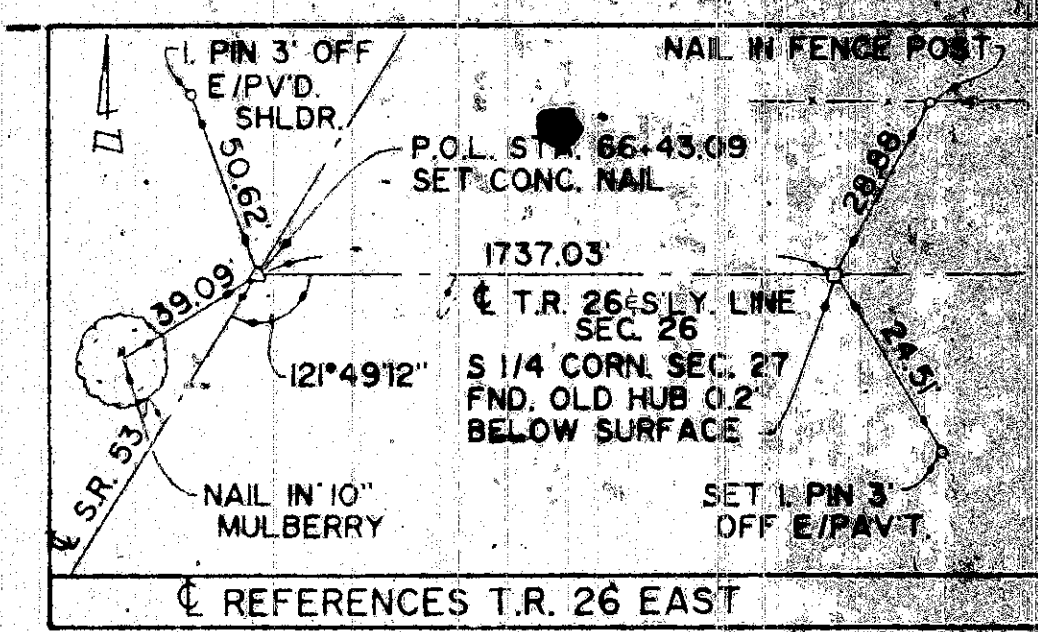 I. PIN 3' OFF
E/PV'D.
SHLDR.
NAIL IN FENCE POST
P.O.L. STA. 66+43.09
SET CONC. NAIL
50.62'
28.88'
39.09'
1737.03'
℄ T.R. 26 & S'LY. LINE
SEC. 26
24.51'
121°49'12"
S 1/4 CORN. SEC. 27
FND. OLD HUB 0.2'
BELOW SURFACE
℄ S.R. 53
NAIL IN 10"
MULBERRY
SET I. PIN 3'
OFF E/PAV'T.
℄ REFERENCES T.R. 26 EAST